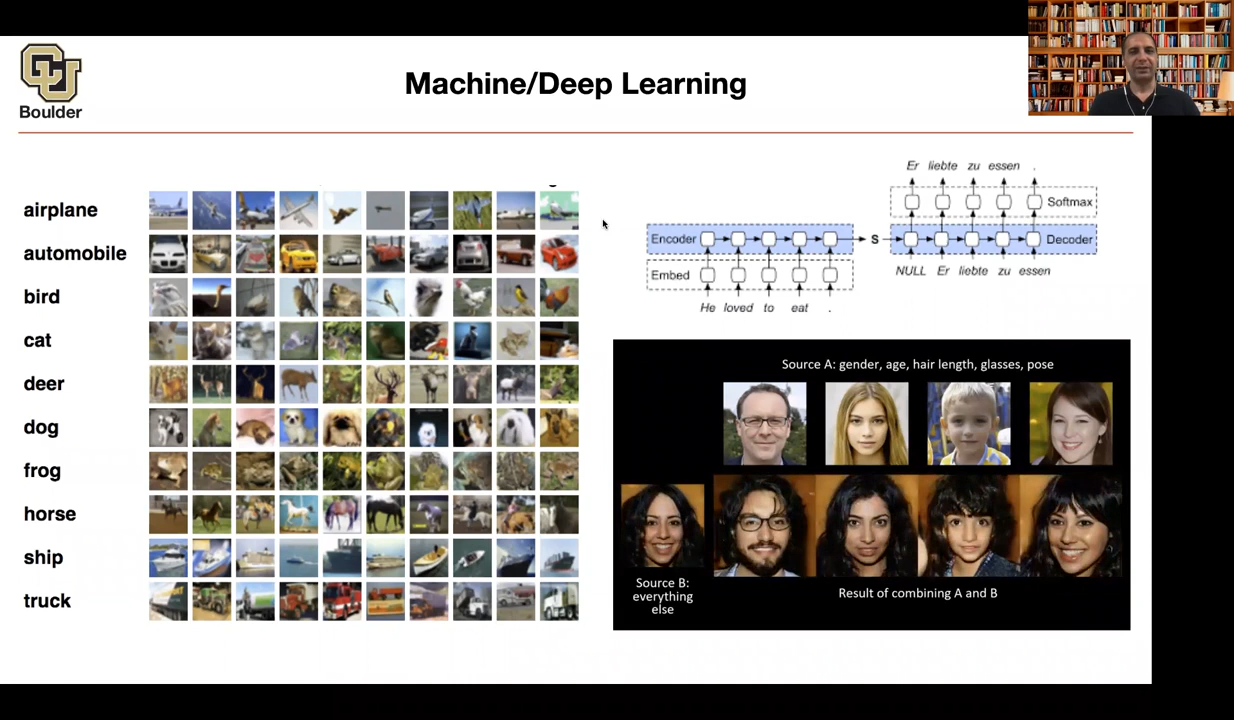 CU
Boulder
Machine/Deep Learning
airplane
automobile
bird
cat
deer
dog
frog
horse
ship
truck
Er liebte zu essen .
Softmax
Encoder
S
Decoder
Embed
NULL Er liebte zu essen
He loved to eat .
Source A: gender, age, hair length, glasses, pose
Source B:
everything
else
Result of combining A and B